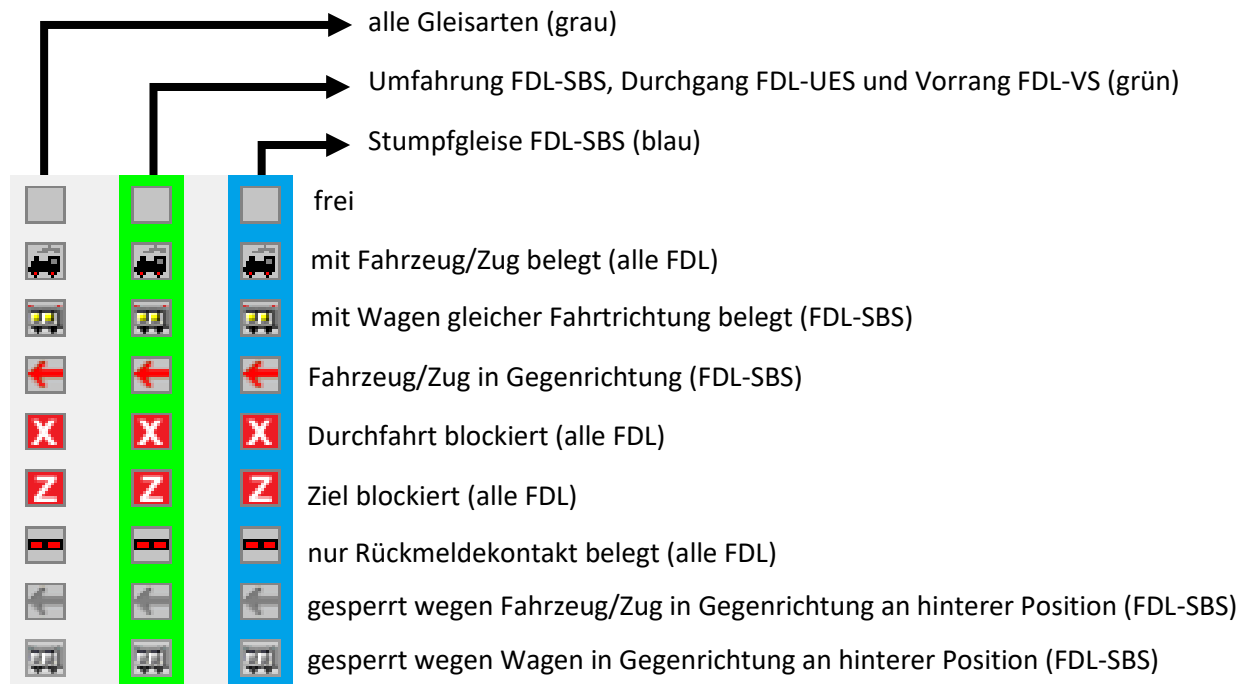 alle Gleisarten (grau)
Umfahrung FDL-SBS, Durchgang FDL-UES und Vorrang FDL-VS (grün)
Stumpfgleise FDL-SBS (blau)
frei
mit Fahrzeug/Zug belegt (alle FDL)
mit Wagen gleicher Fahrtrichtung belegt (FDL-SBS)
Fahrzeug/Zug in Gegenrichtung (FDL-SBS)
X X X Durchfahrt blockiert (alle FDL)
Z Z Z Ziel blockiert (alle FDL)
nur Rückmeldekontakt belegt (alle FDL)
gesperrt wegen Fahrzeug/Zug in Gegenrichtung an hinterer Position (FDL-SBS)
gesperrt wegen Wagen in Gegenrichtung an hinterer Position (FDL-SBS)